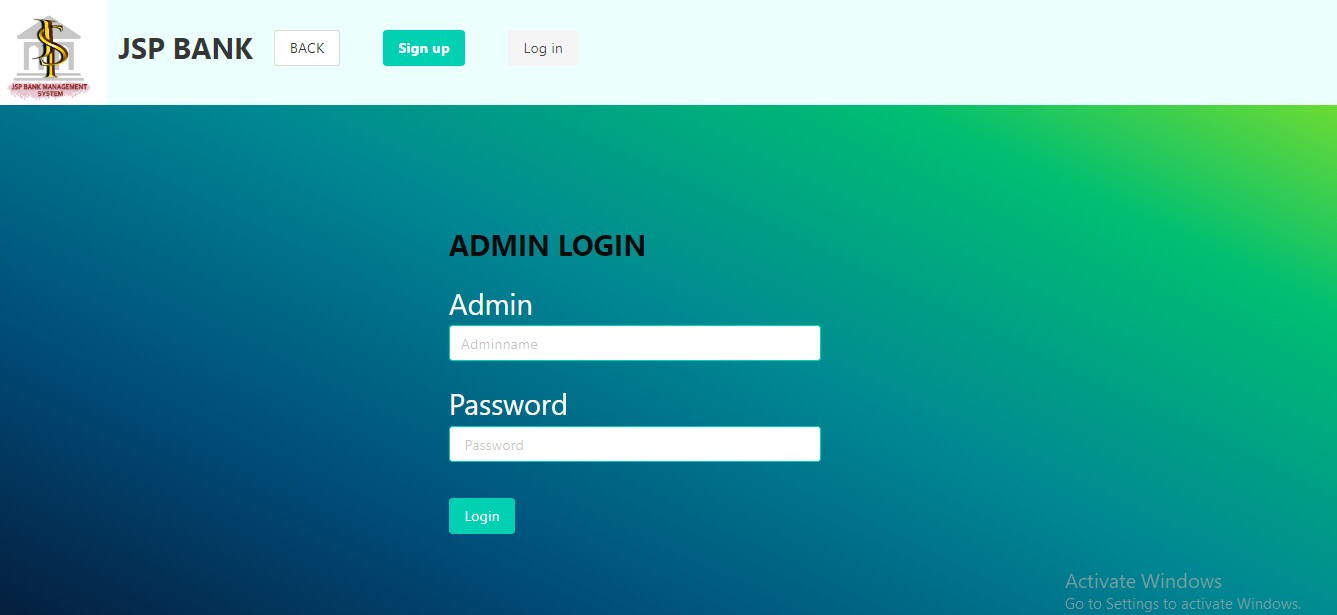 JSP BANK MANAGEMENT
SYSTEM
JSP BANK
BACK
Sign up
Log in
ADMIN LOGIN
Admin
Adminname
Password
Password
Login
Activate Windows
Go to Settings to activate Windows.